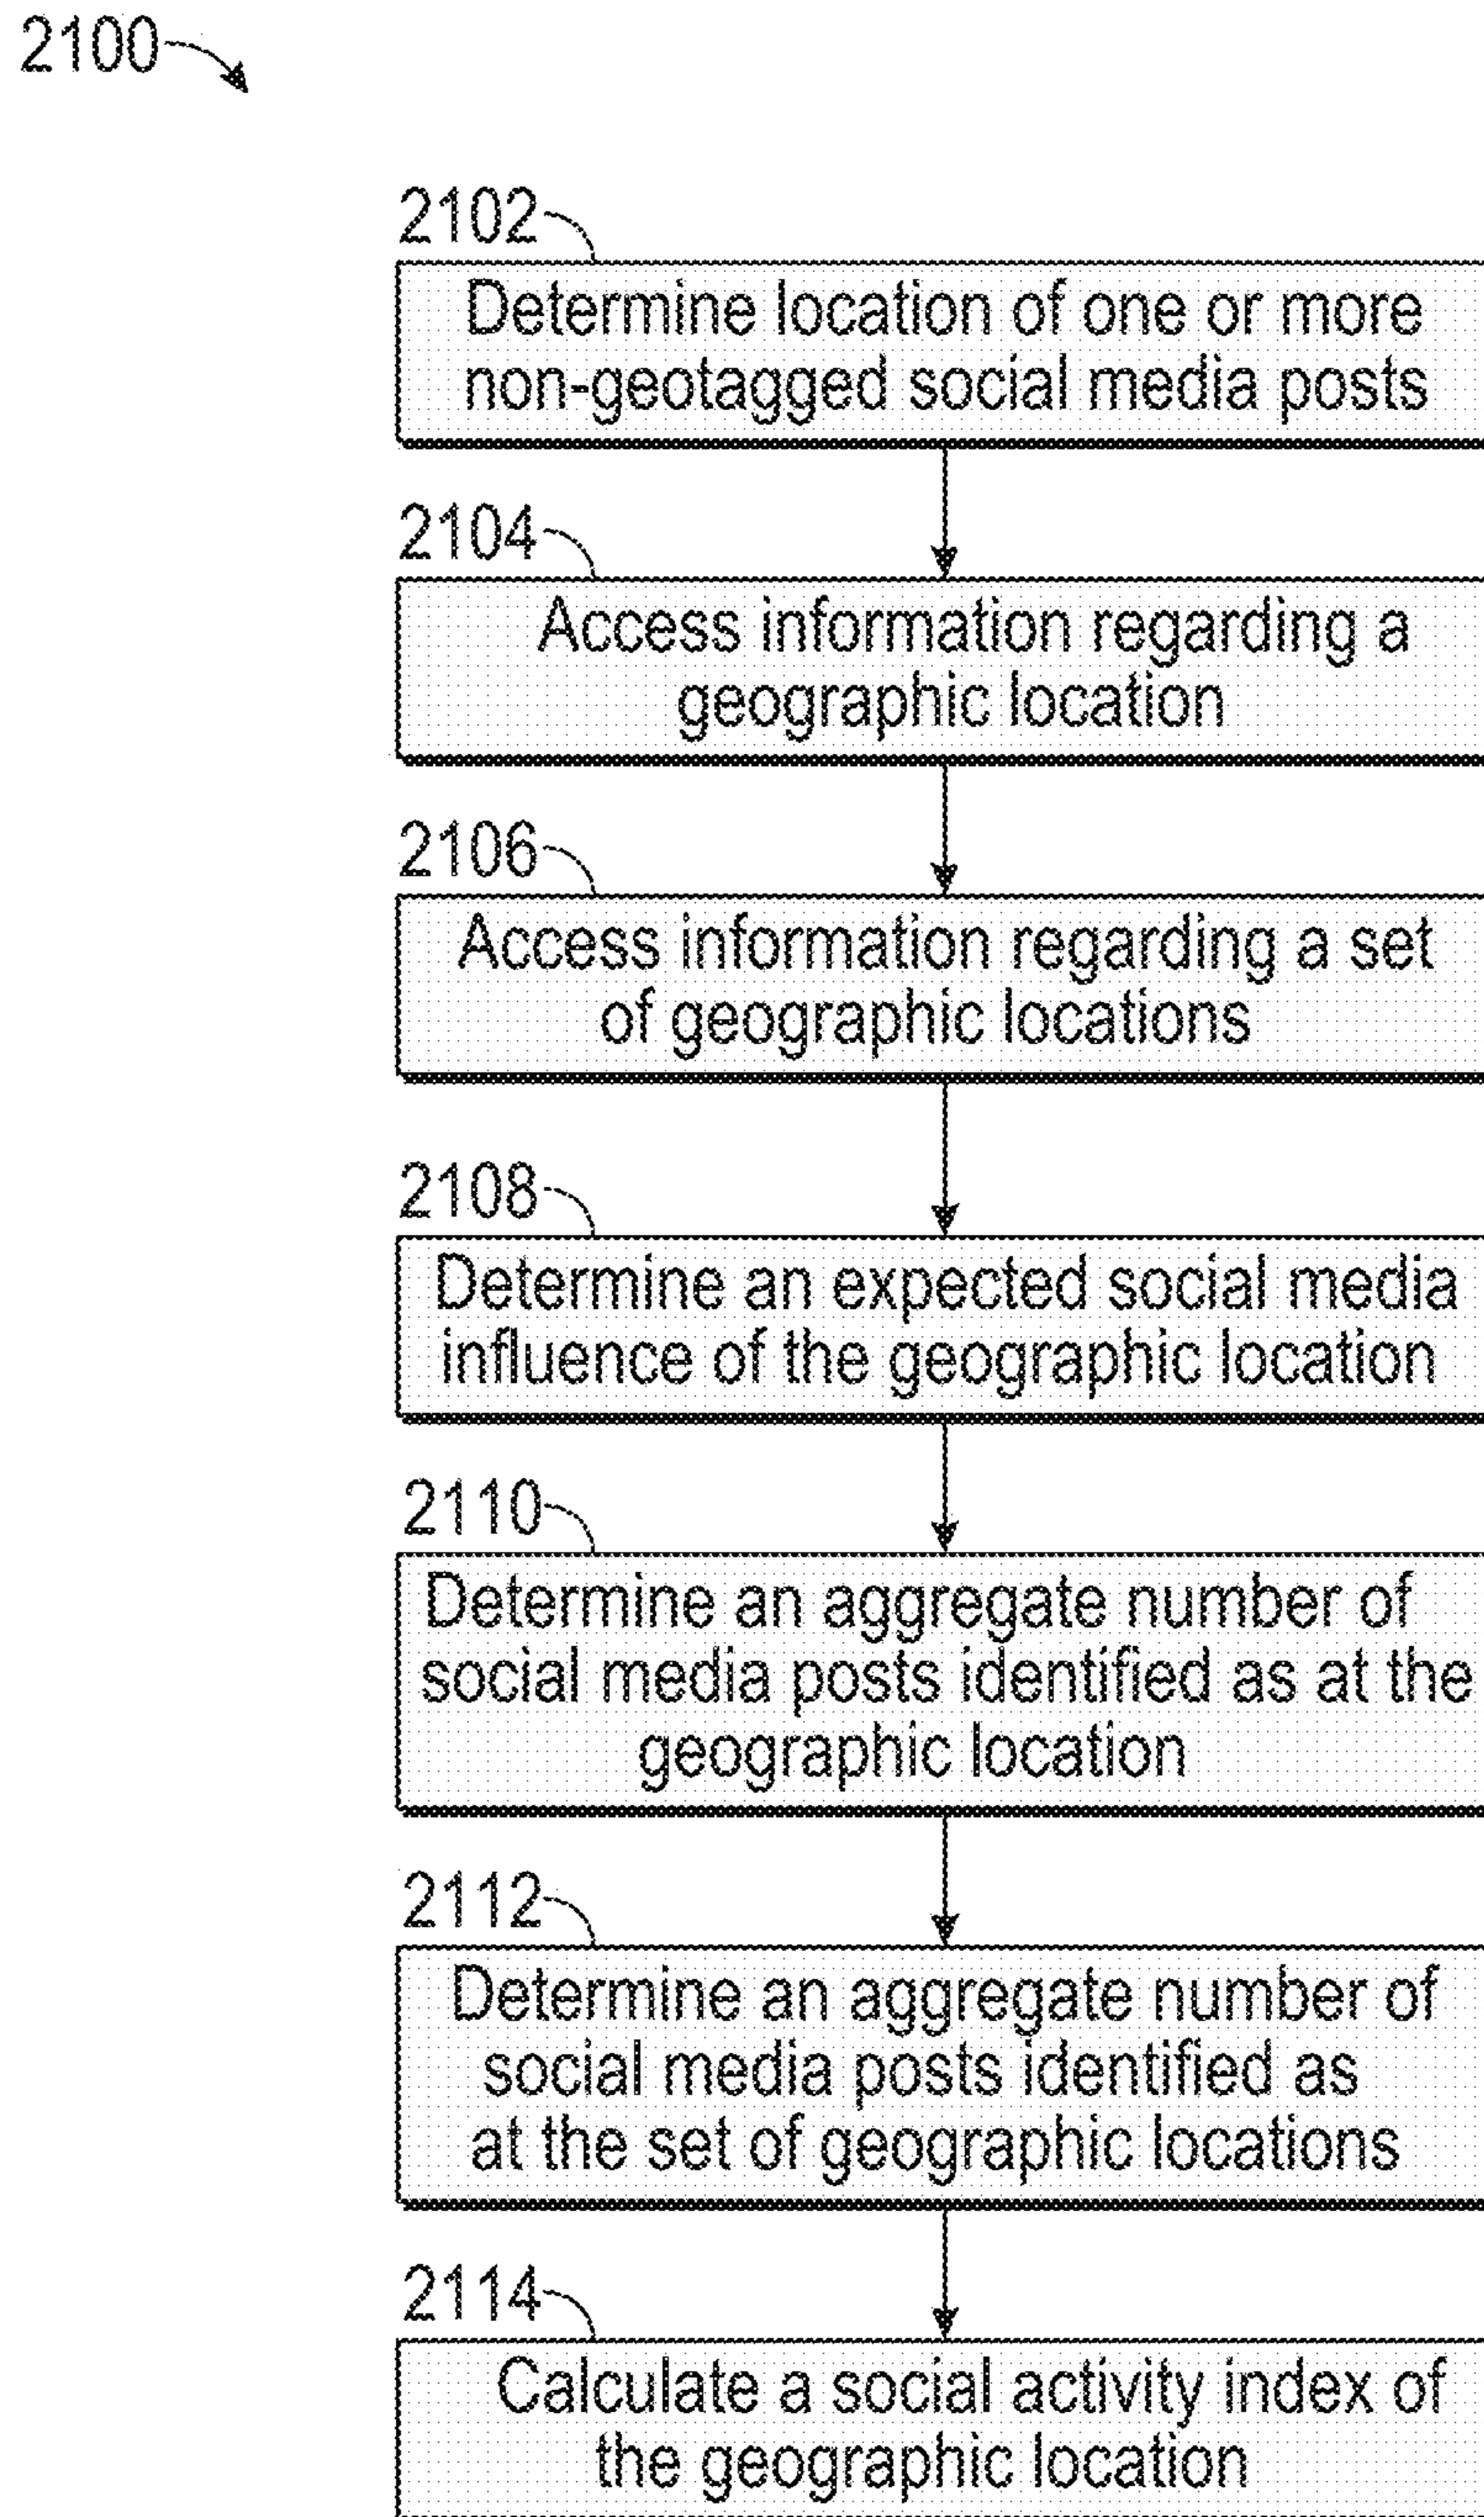 2100
2102
Determine location of one or more
non-geotagged social media posts
2104
Access information regarding a
geographic location
2106
Access information regarding a set
of geographic locations
2108
Determine an expected social media
influence of the geographic location
2110
Determine an aggregate number of
social media posts identified as at the
geographic location
2112
Determine an aggregate number of
social media posts identified as
at the set of geographic locations
2114
Calculate a social activity index of
the geographic location